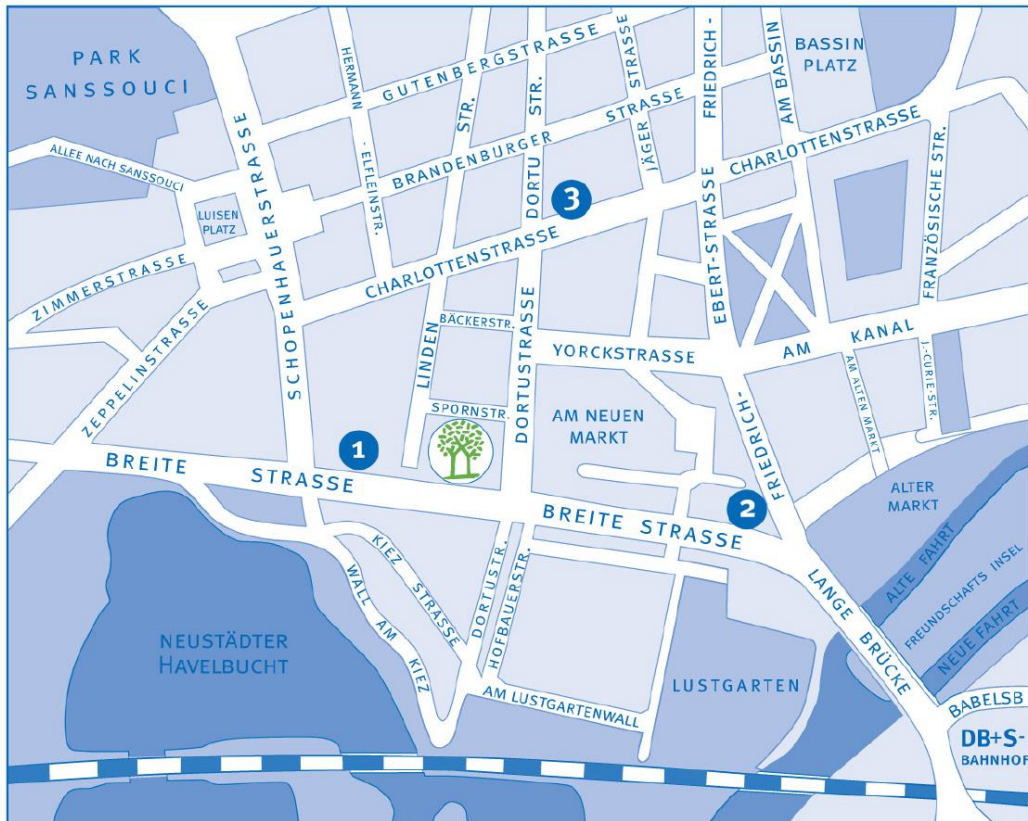 PARK
SANSSOUCI
ALLEE NACH SANSSOUCI
LUISEN
PLATZ
ZIMMERSTRASSE
ZEPPELINSTRASSE
SCHOPENHAUERSTRASSE
HERMANN
- ELFLEINSTR.
GUTENBERGSTRASSE
BRANDENBURGER STRASSE
CHARLOTTENSTRASSE
LINDEN STR.
DORTU STR.
JÄGER STRASSE
FRIEDRICH-
EBERT-STRASSE
AM BASSIN
BASSIN
PLATZ
CHARLOTTENSTRASSE
FRANZÖSISCHE STR.
3
BÄCKERSTR.
DORTUSTRASSE
YORCKSTRASSE
AM KANAL
AM ALTEN MARKT
J.-CURIE-STR.
SPORNSTR.
AM NEUEN
MARKT
FRIEDRICH-
1
2
BREITE STRASSE
BREITE STRASSE
ALTER
MARKT
ALTE FAHRT
FREUNDSCHAFTS INSEL
NEUE FAHRT
LANGE BRÜCKE
KIEZ STRASSE
WALL AM KIEZ
DORTUSTR.
HOFBAUERSTR.
NEUSTÄDTER
HAVELBUCHT
AM LUSTGARTENWALL
LUSTGARTEN
BABELSB
DB+S-
BAHNHOF